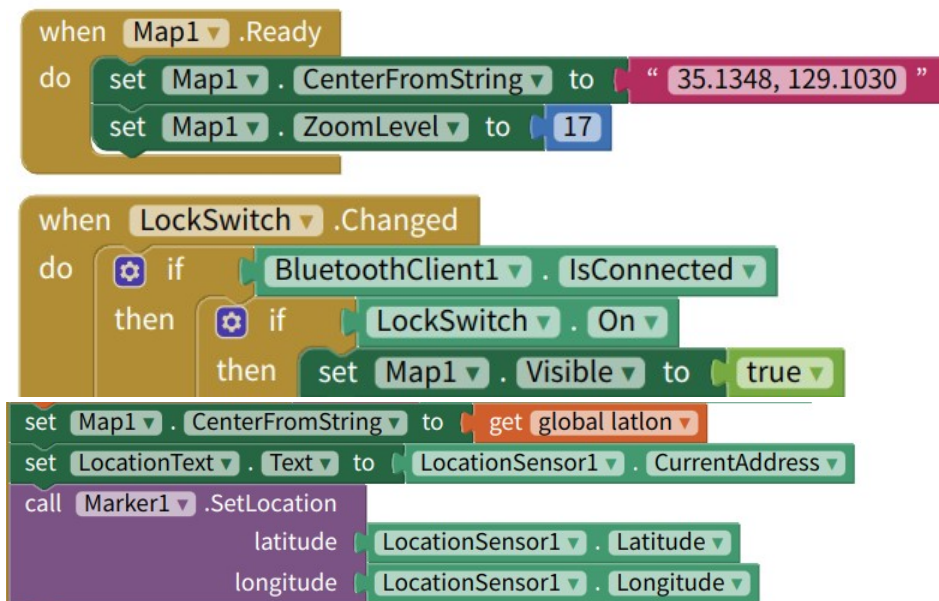 when Map1 .Ready
do set Map1 . CenterFromString to “ 35.1348, 129.1030 ”
set Map1 . ZoomLevel to 17
when LockSwitch .Changed
do if BluetoothClient1 . IsConnected
then if LockSwitch . On
then set Map1 . Visible to true
set Map1 . CenterFromString to get global latlon
set LocationText . Text to LocationSensor1 . CurrentAddress
call Marker1 .SetLocation
latitude LocationSensor1 . Latitude
longitude LocationSensor1 . Longitude